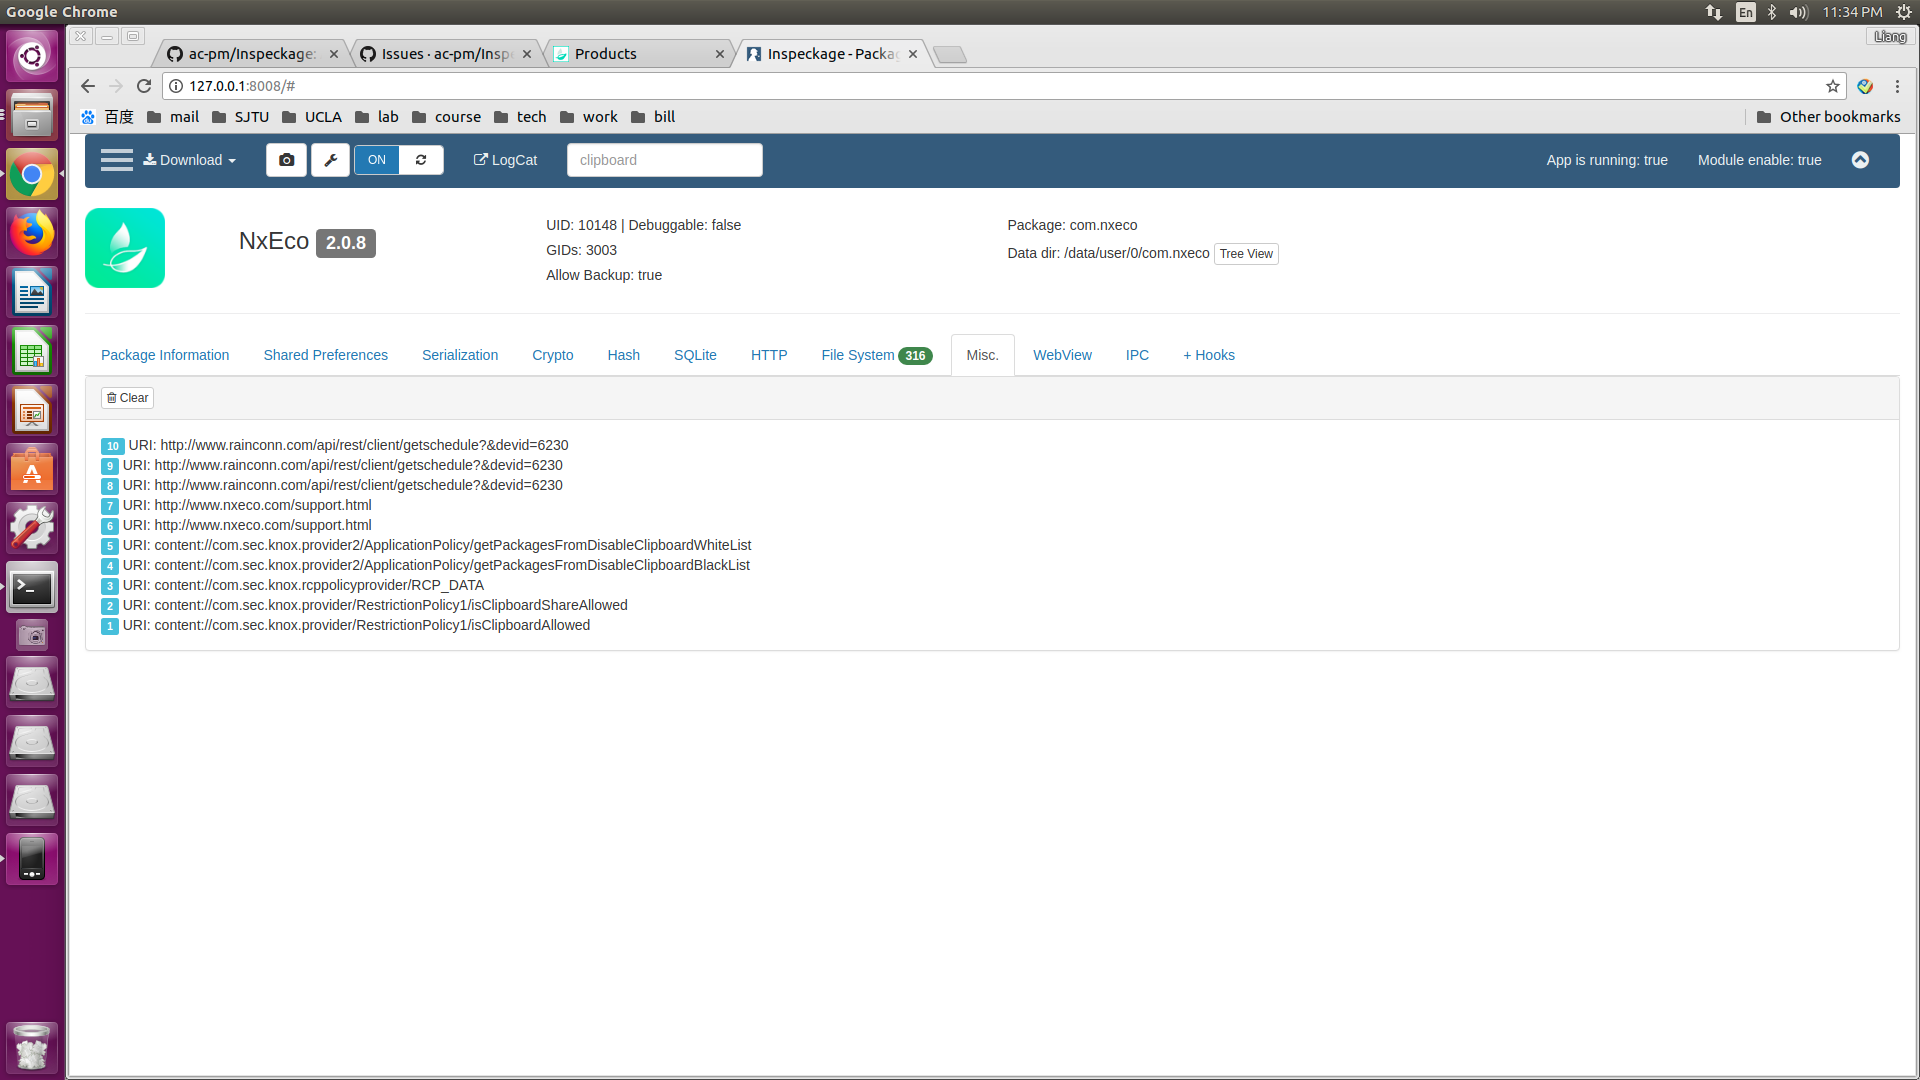 Google Chrome
En
11:34 PM
Liang
ac-pm/Inspeckage:
Issues · ac-pm/Inspe
Products
Inspeckage - Packag
127.0.0.1:8008/#
百度
mail
SJTU
UCLA
lab
course
tech
work
bill
Other bookmarks
Download
ON
LogCat
clipboard
App is running: true
Module enable: true
NxEco 2.0.8
UID: 10148 | Debuggable: false
GIDs: 3003
Allow Backup: true
Package: com.nxeco
Data dir: /data/user/0/com.nxeco Tree View
Package Information
Shared Preferences
Serialization
Crypto
Hash
SQLite
HTTP
File System 316
Misc.
WebView
IPC
+ Hooks
Clear
10 URI: http://www.rainconn.com/api/rest/client/getschedule?&devid=6230
9 URI: http://www.rainconn.com/api/rest/client/getschedule?&devid=6230
8 URI: http://www.rainconn.com/api/rest/client/getschedule?&devid=6230
7 URI: http://www.nxeco.com/support.html
6 URI: http://www.nxeco.com/support.html
5 URI: content://com.sec.knox.provider2/ApplicationPolicy/getPackagesFromDisableClipboardWhiteList
4 URI: content://com.sec.knox.provider2/ApplicationPolicy/getPackagesFromDisableClipboardBlackList
3 URI: content://com.sec.knox.rcppolicyprovider/RCP_DATA
2 URI: content://com.sec.knox.provider/RestrictionPolicy1/isClipboardShareAllowed
1 URI: content://com.sec.knox.provider/RestrictionPolicy1/isClipboardAllowed